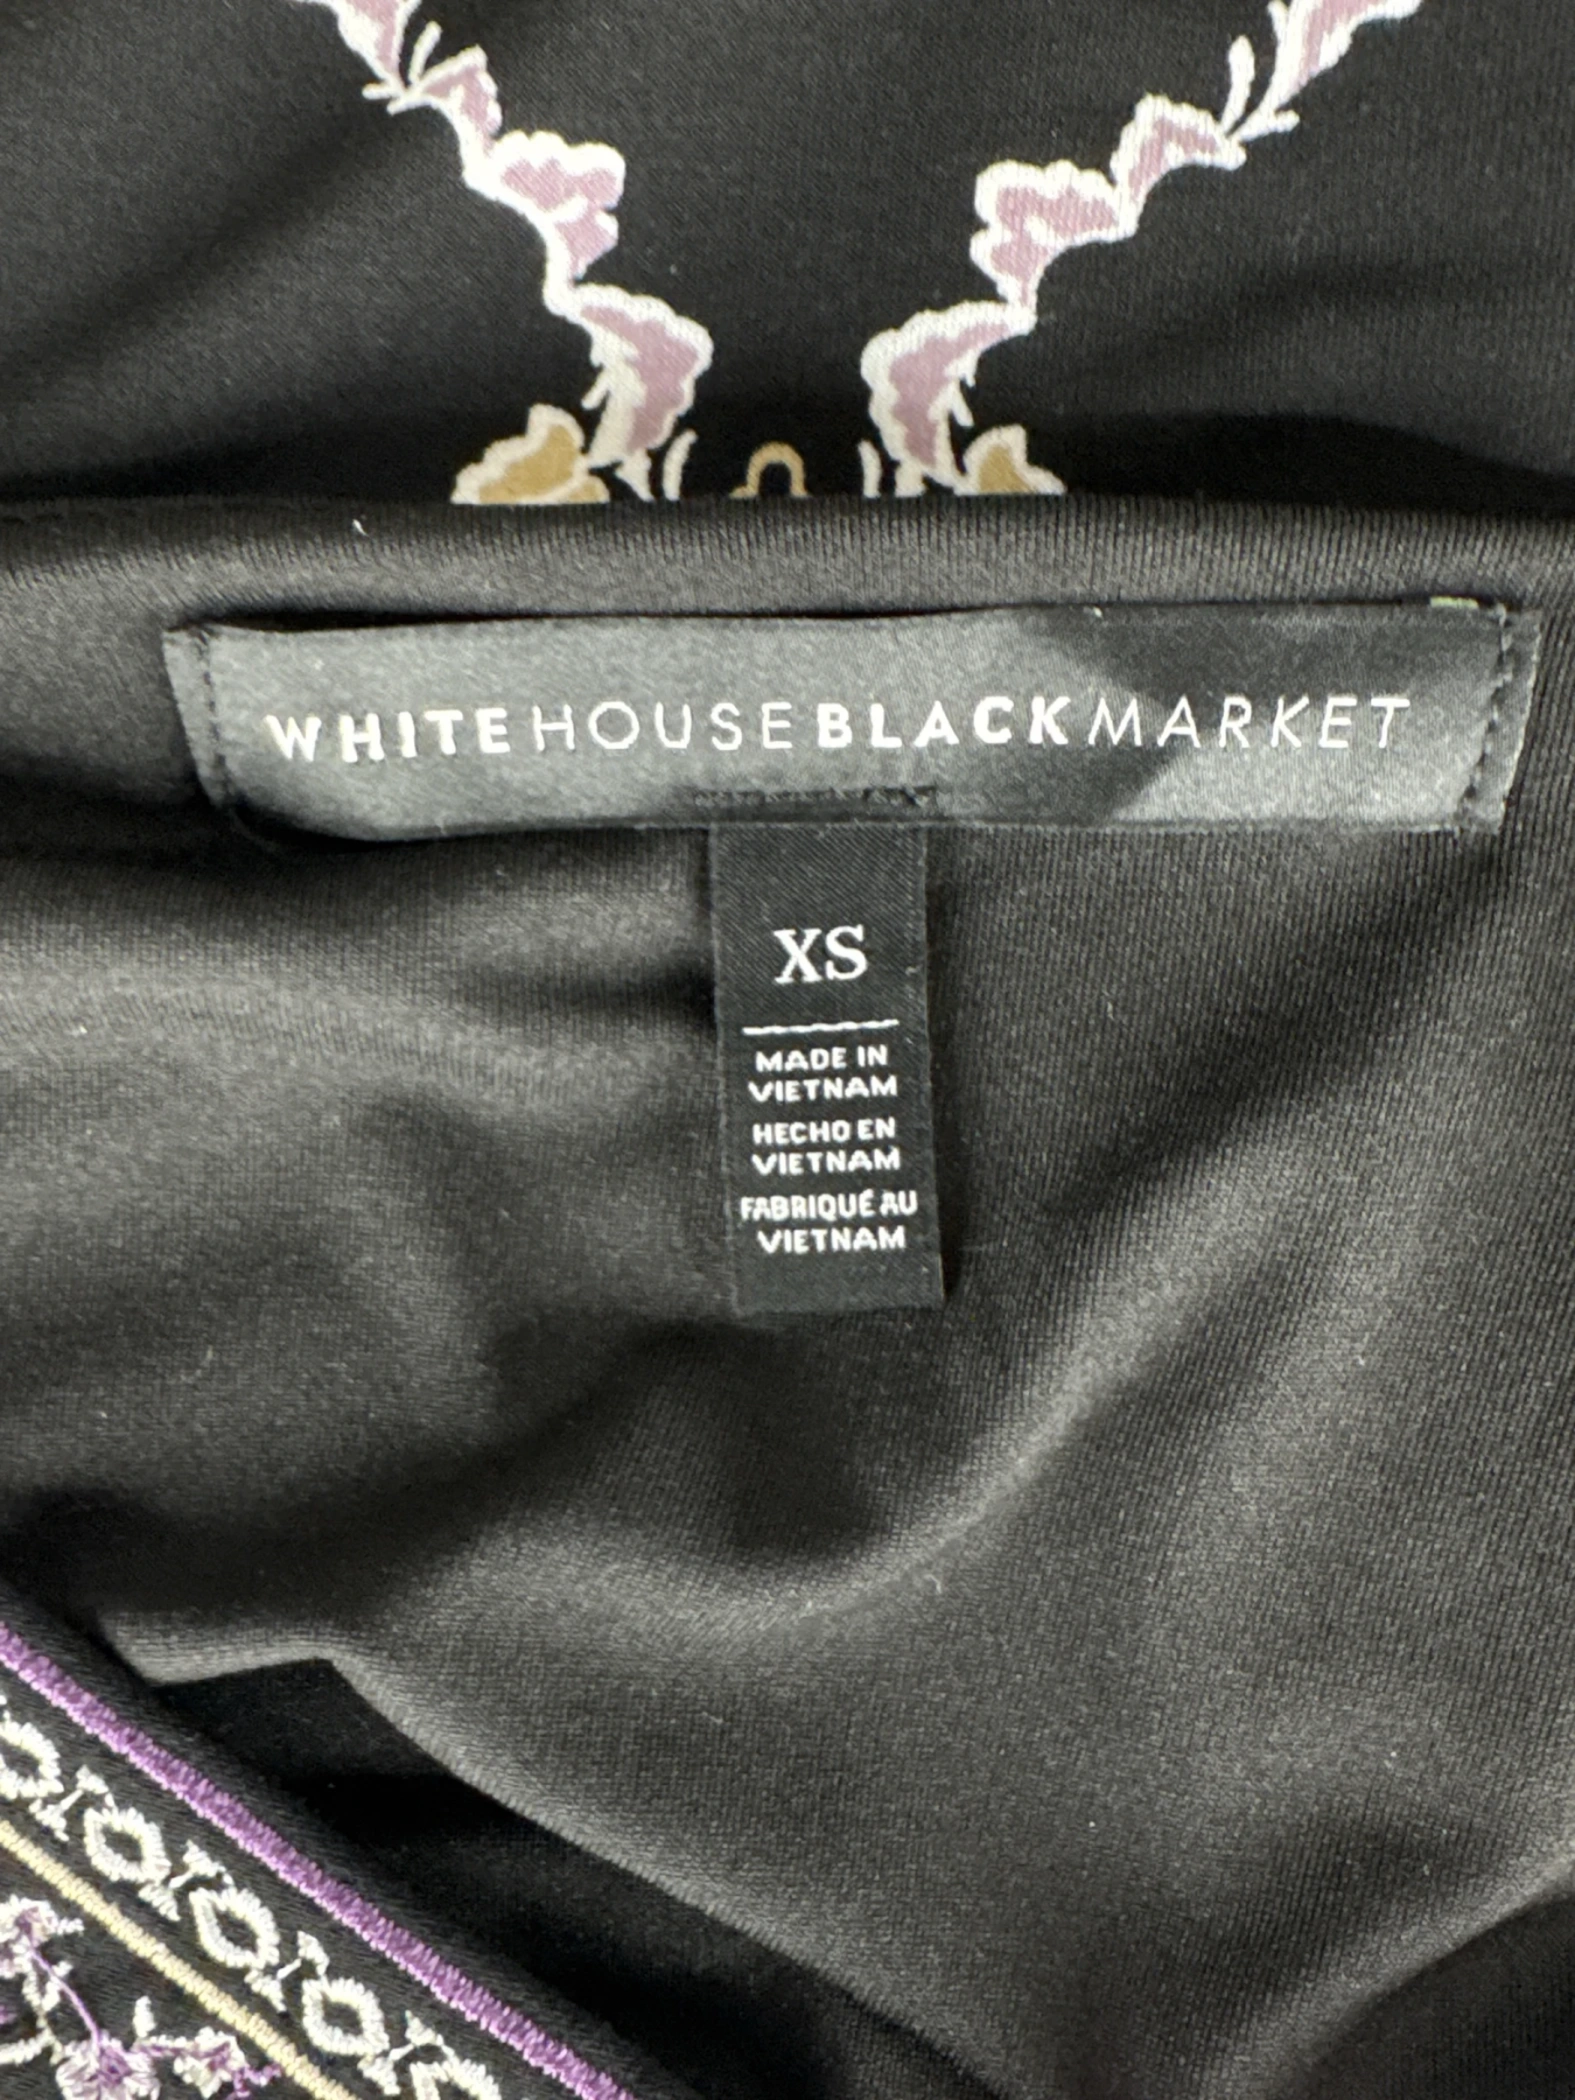 WHITEHOUSEBLACKMARKET
XS
MADE IN
VIETNAM
HECHO EN
VIETNAM
FABRIQUÉ AU
VIETNAM